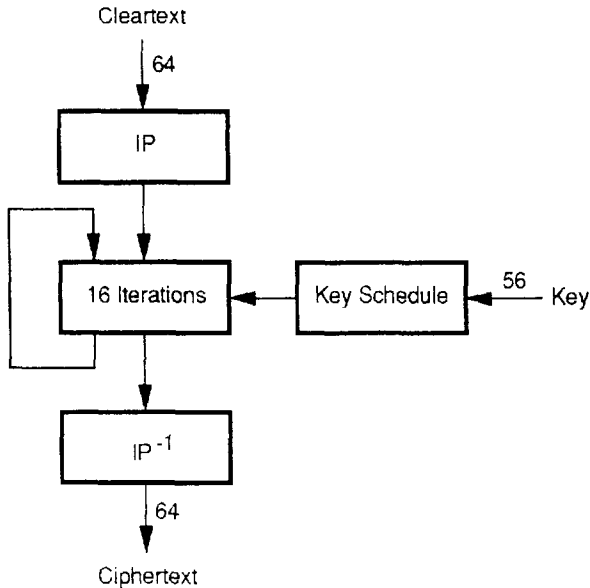 Cleartext
64
IP
16 Iterations
Key Schedule
56
Key
IP-1
64
Ciphertext